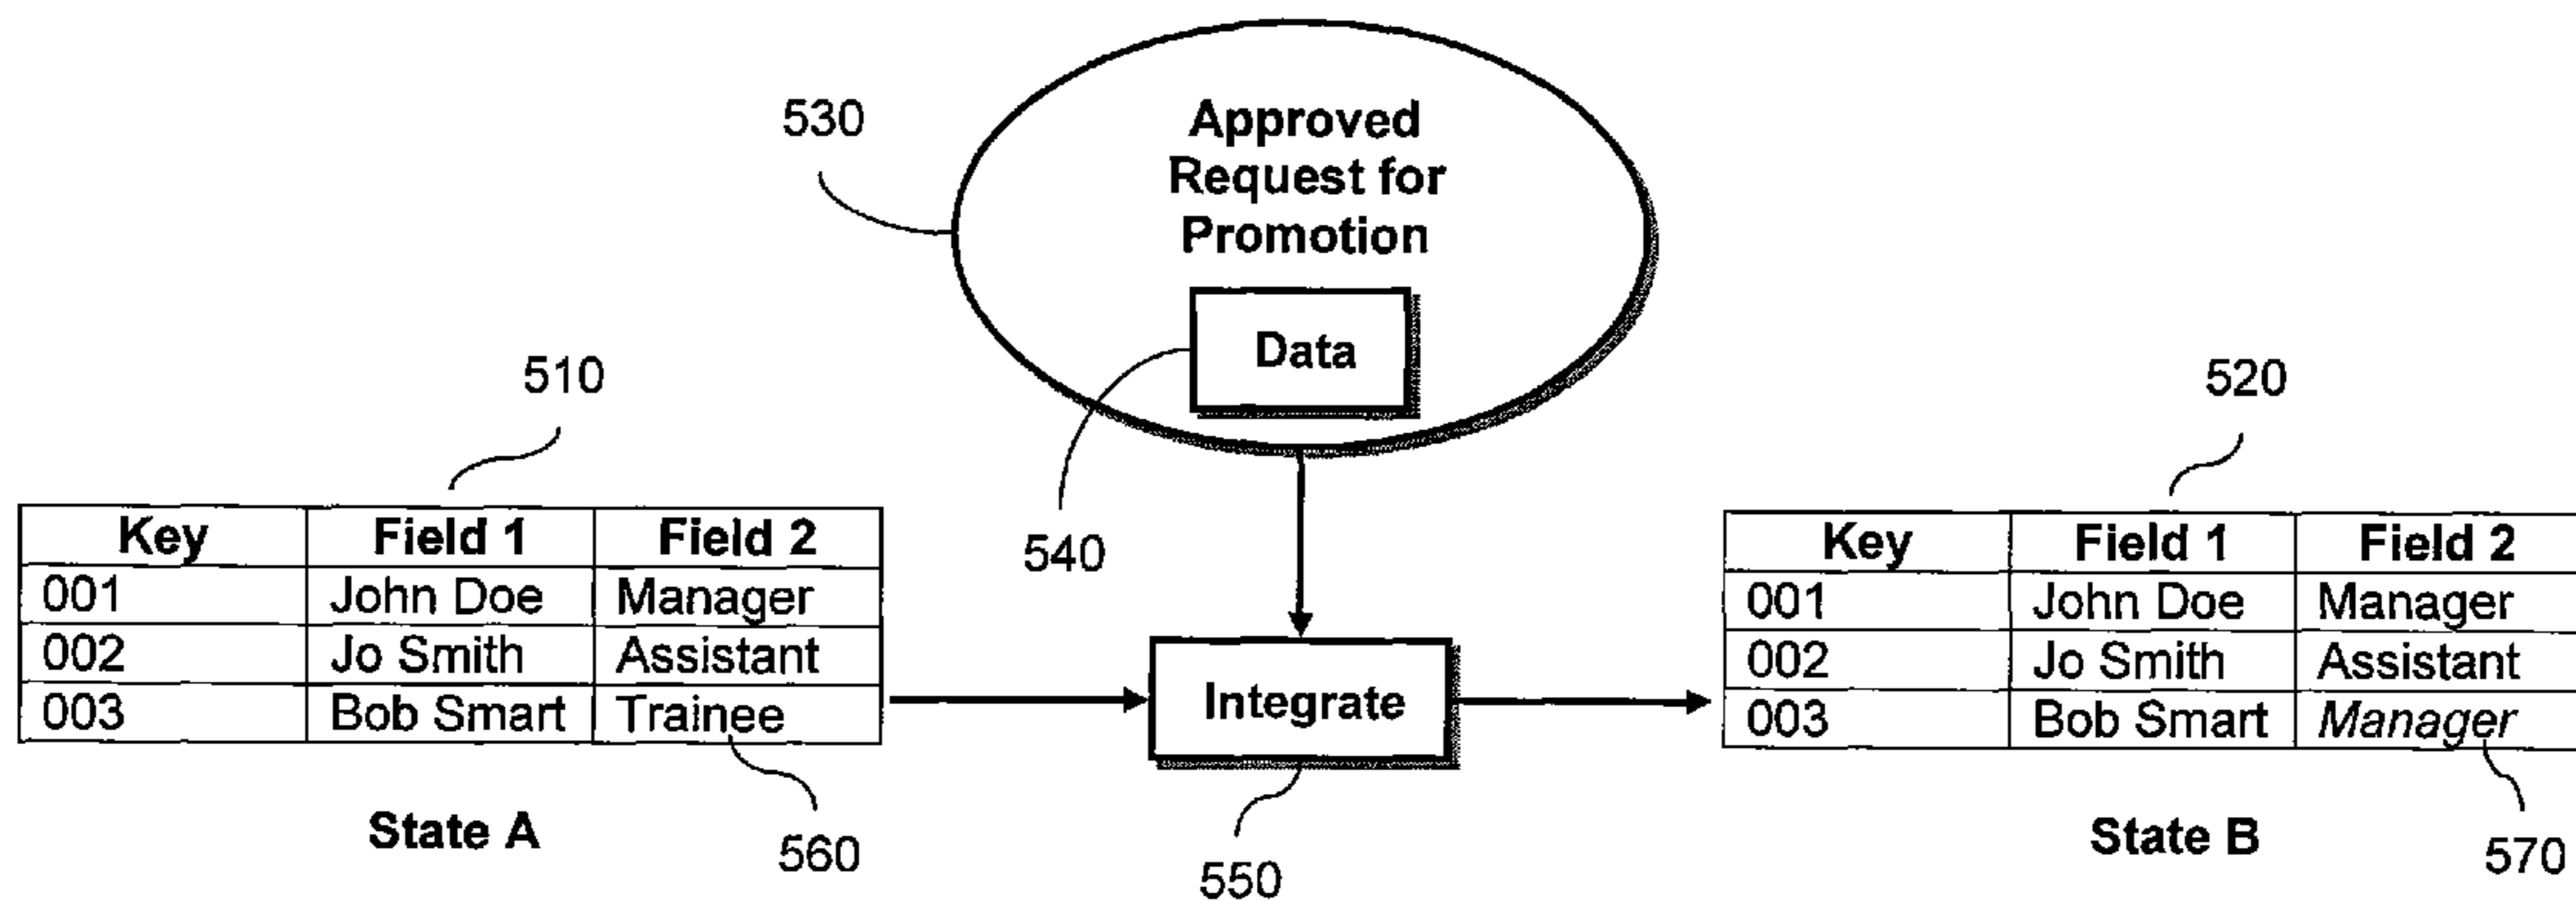 530
Approved
Request for
Promotion
Data
510
520
540
Key Field 1 Field 2
001 John Doe Manager
002 Jo Smith Assistant
003 Bob Smart Trainee
Integrate
Key Field 1 Field 2
001 John Doe Manager
002 Jo Smith Assistant
003 Bob Smart Manager
State A
560
550
State B
570